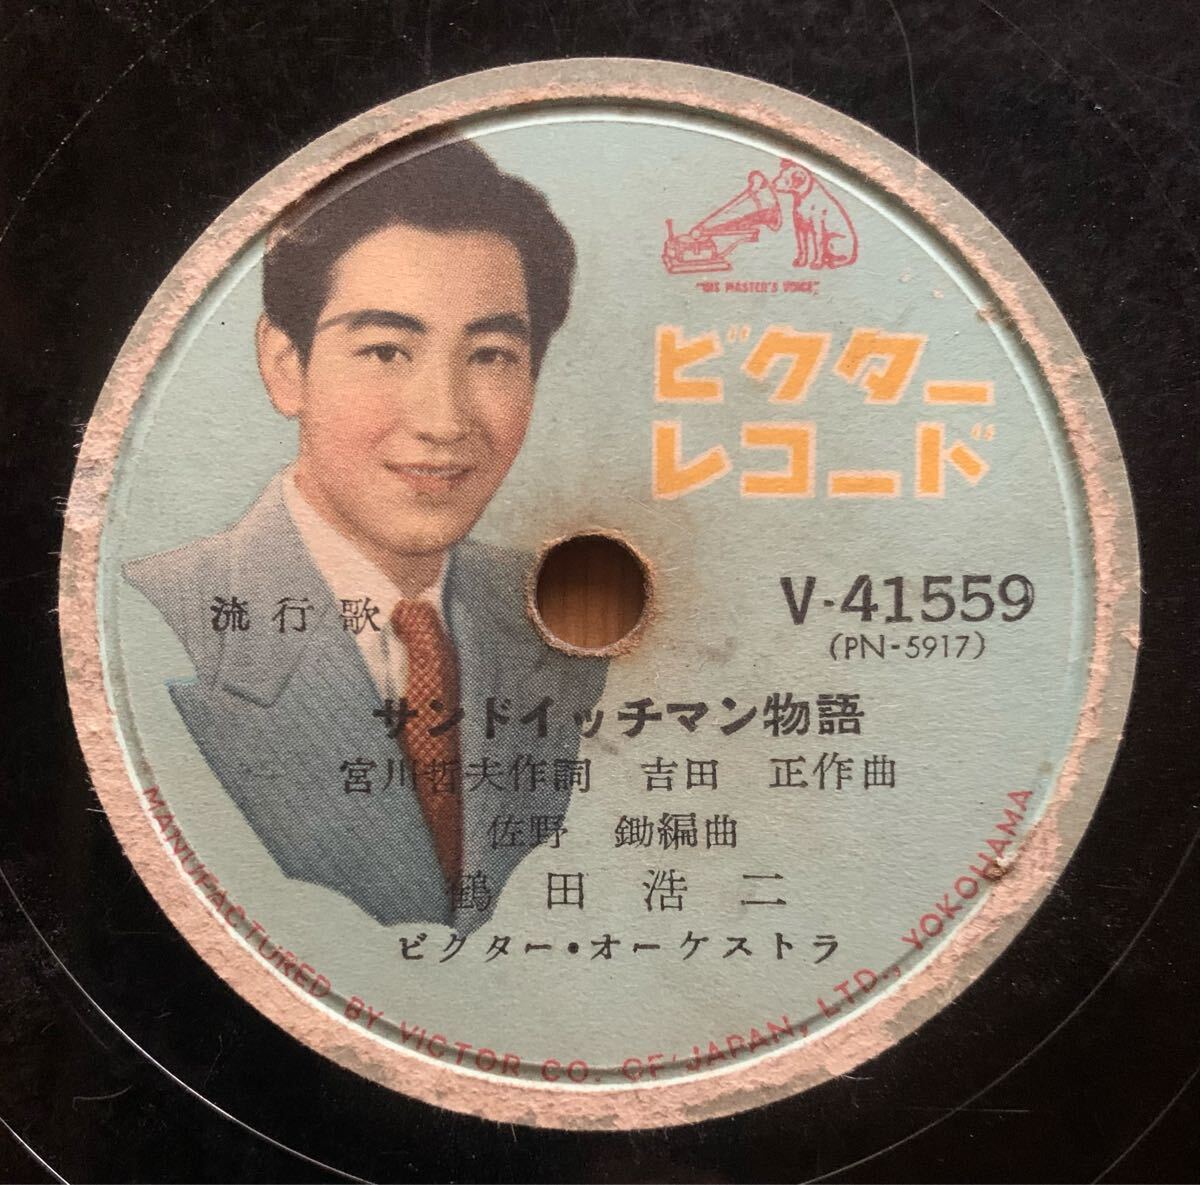 "HIS MASTER'S VOICE"
ビクター
レコード
V-41559
(PN-5917)
流行歌
サンドイッチマン物語
宮川哲夫作詞 吉田 正作曲
佐野 鋤編曲
鶴田浩二
ビクター・オーケストラ
MANUFACTURED BY VICTOR CO. OF JAPAN, LTD., YOKOHAMA